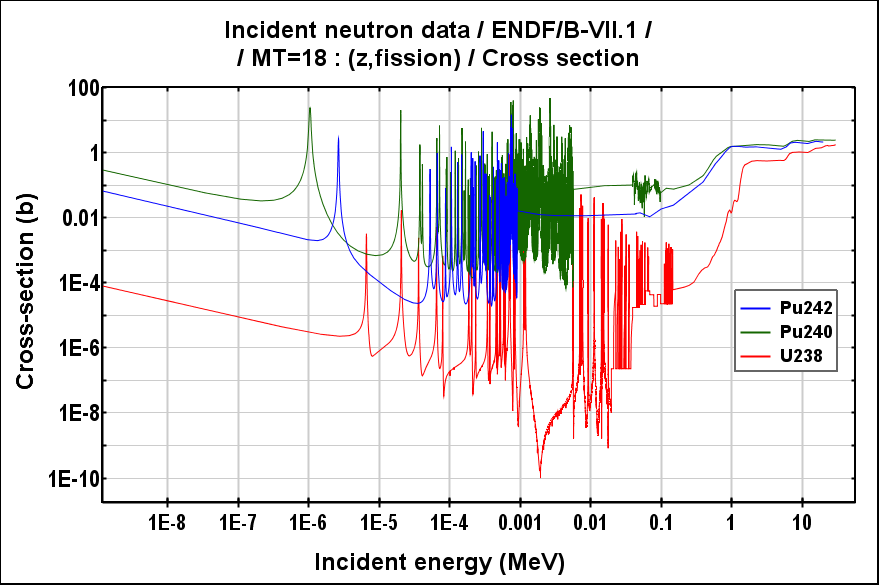 Incident neutron data / ENDF/B-VII.1 /
/ MT=18 : (z,fission) / Cross section
Cross-section (b)
100
1
0.01
1E-4
1E-6
1E-8
1E-10
Pu242
Pu240
U238
1E-8 1E-7 1E-6 1E-5 1E-4 0.001 0.01 0.1 1 10
Incident energy (MeV)